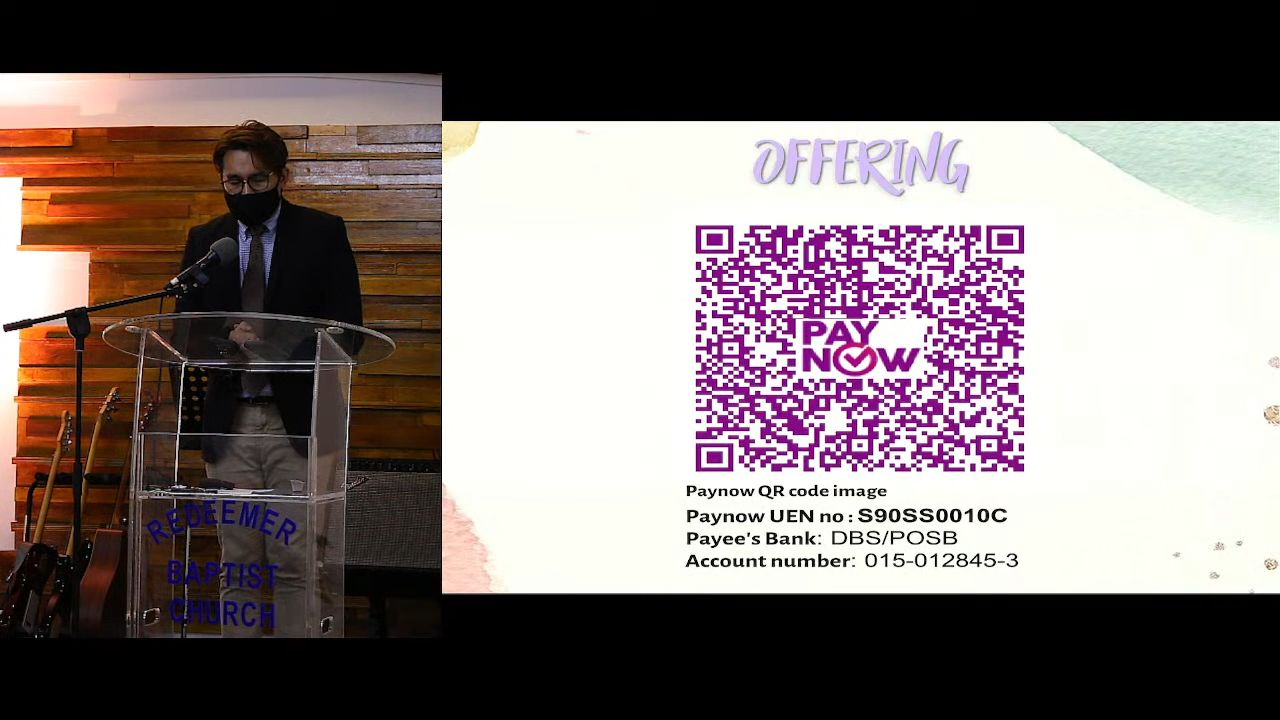 OFFERING
PAY
NOW
Paynow QR code image
Paynow UEN no : S90SS0010C
Payee's Bank: DBS/POSB
Account number: 015-012845-3
REDEEMER
BAPTIST
CHURCH